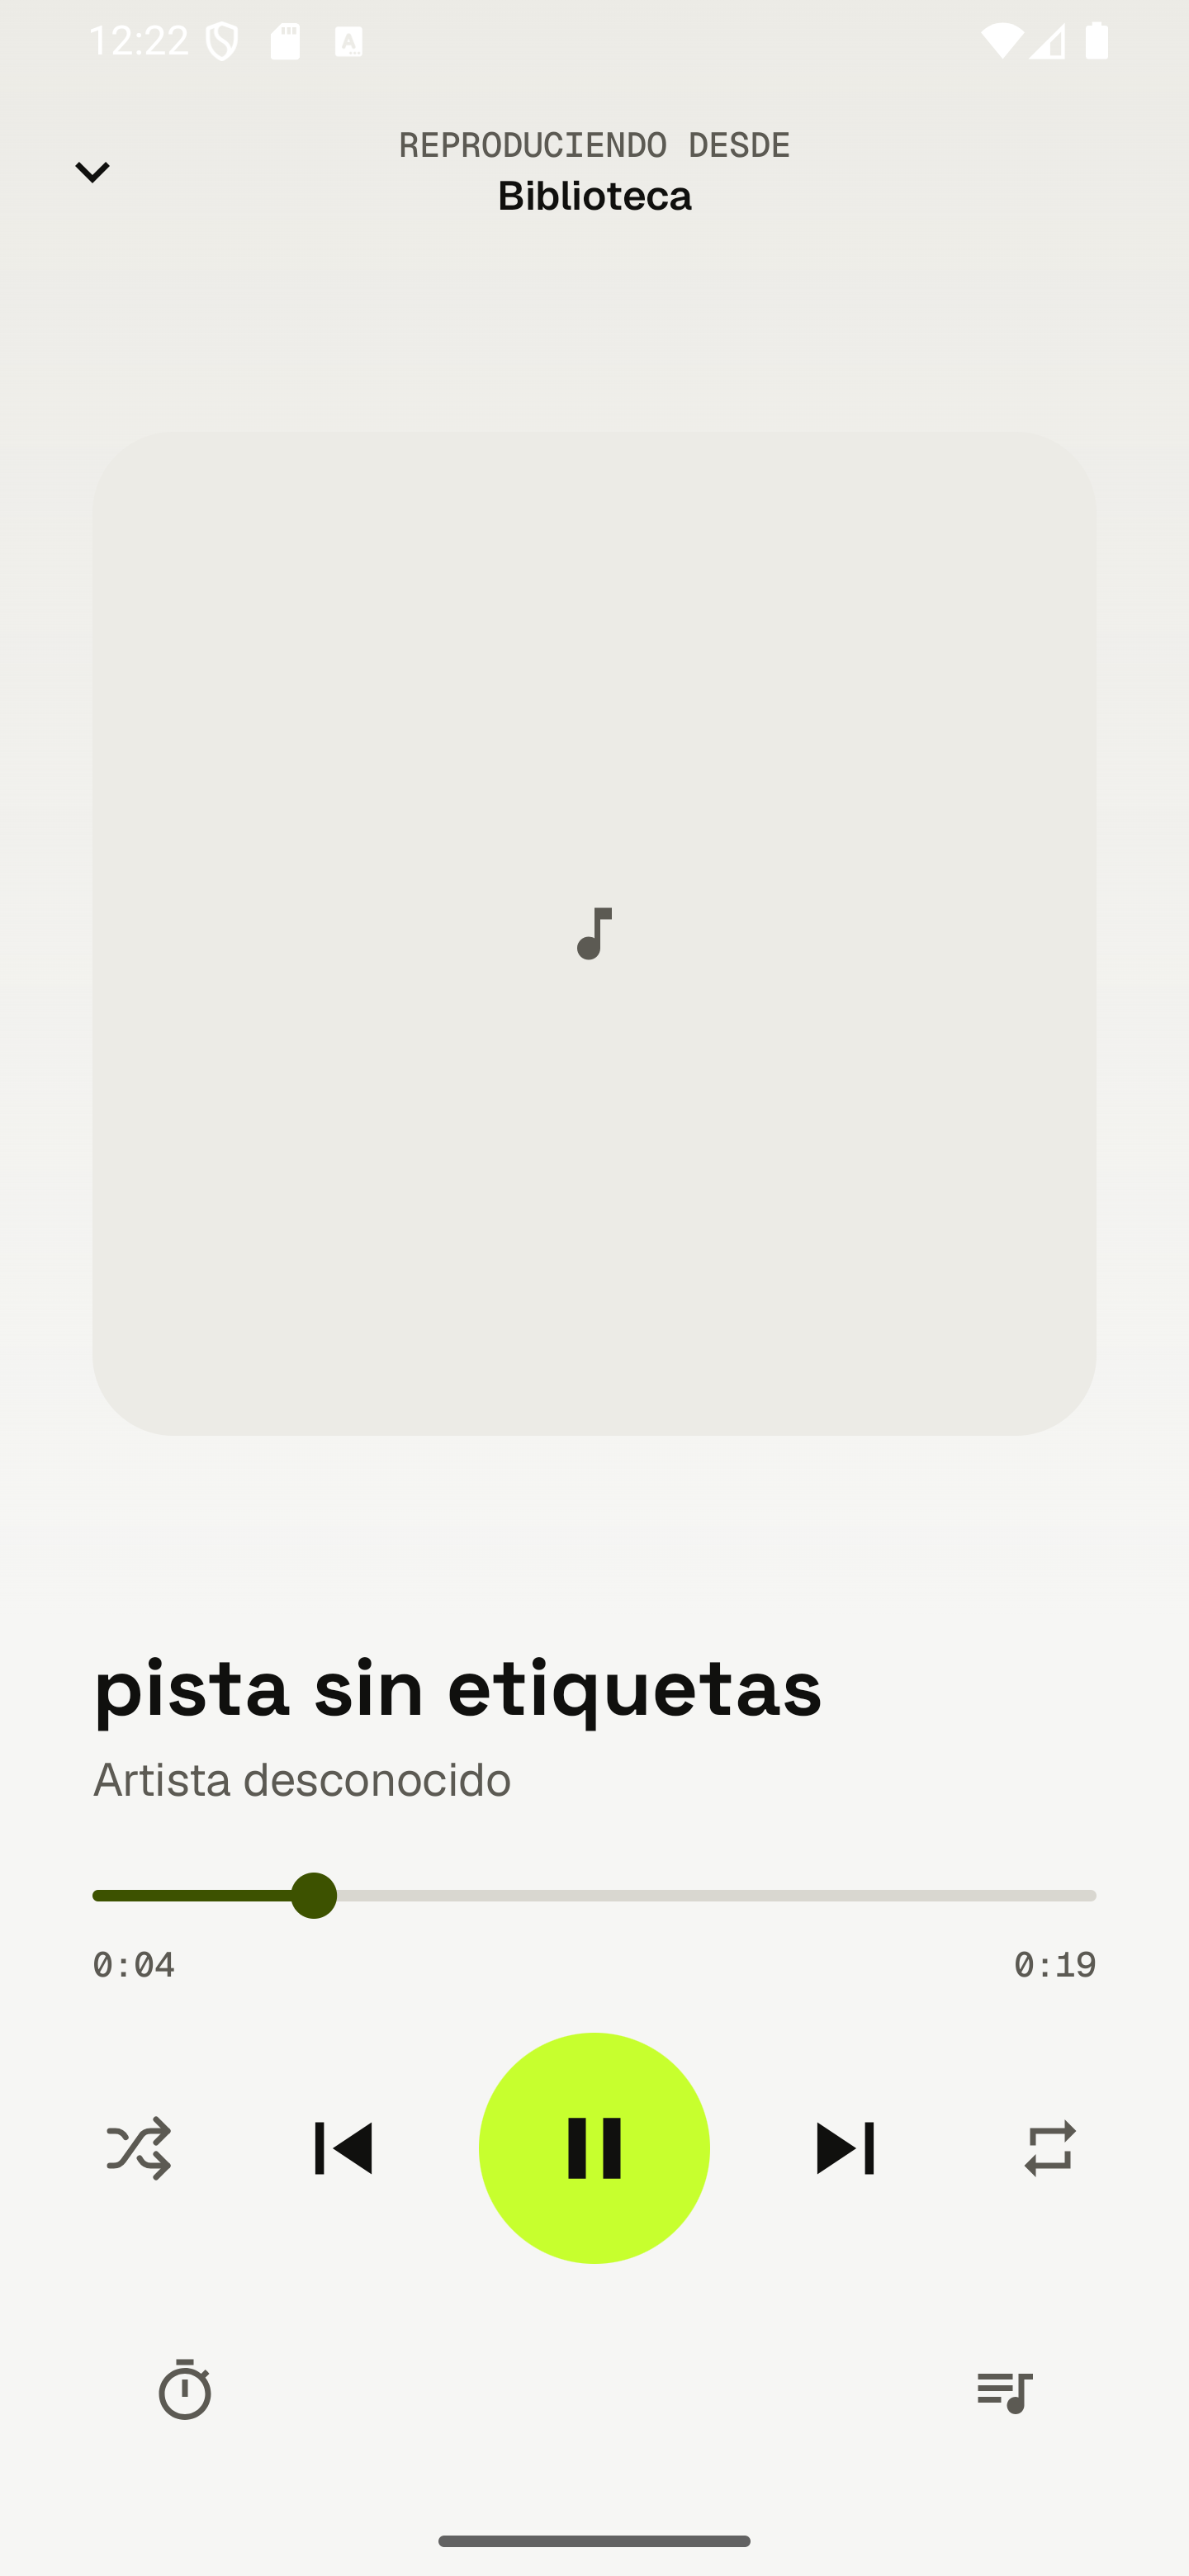 12:22
REPRODUCIENDO DESDE
Biblioteca
pista sin etiquetas
Artista desconocido
0:04
0:19